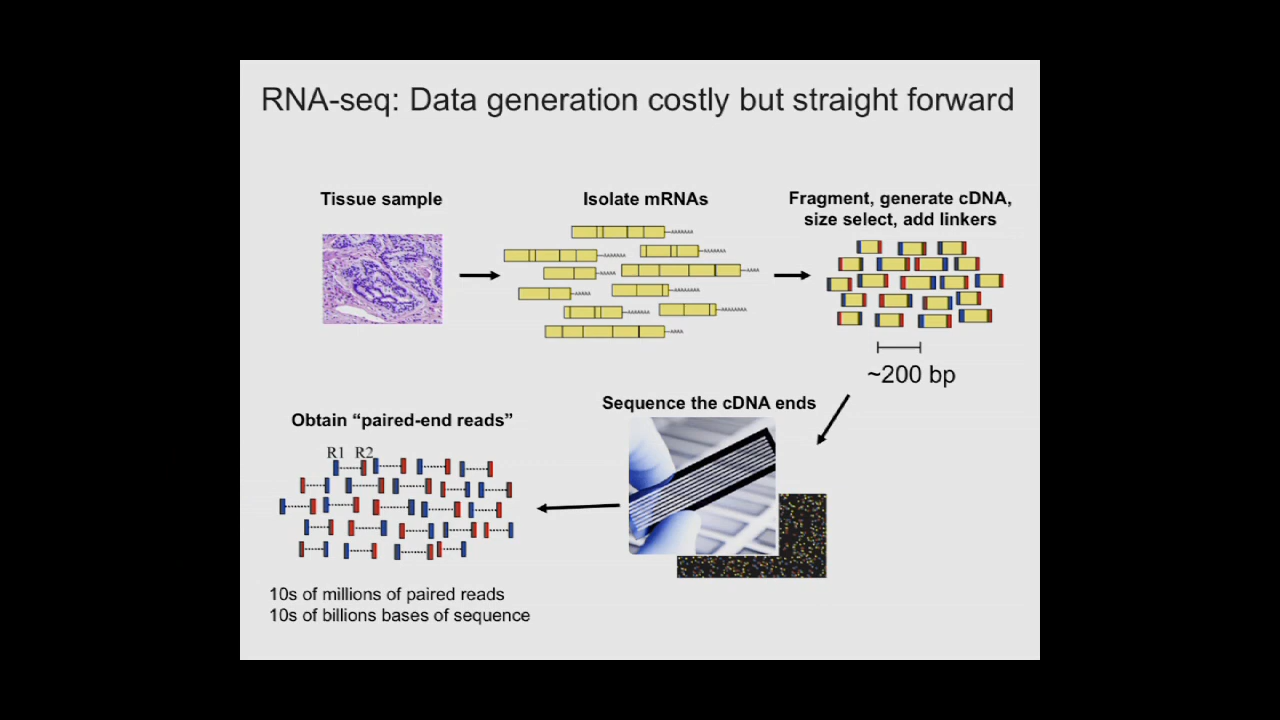 RNA-seq: Data generation costly but straight forward
Tissue sample
Isolate mRNAs
Fragment, generate cDNA,
size select, add linkers
~200 bp
Sequence the cDNA ends
Obtain “paired-end reads”
R1 R2
10s of millions of paired reads
10s of billions bases of sequence